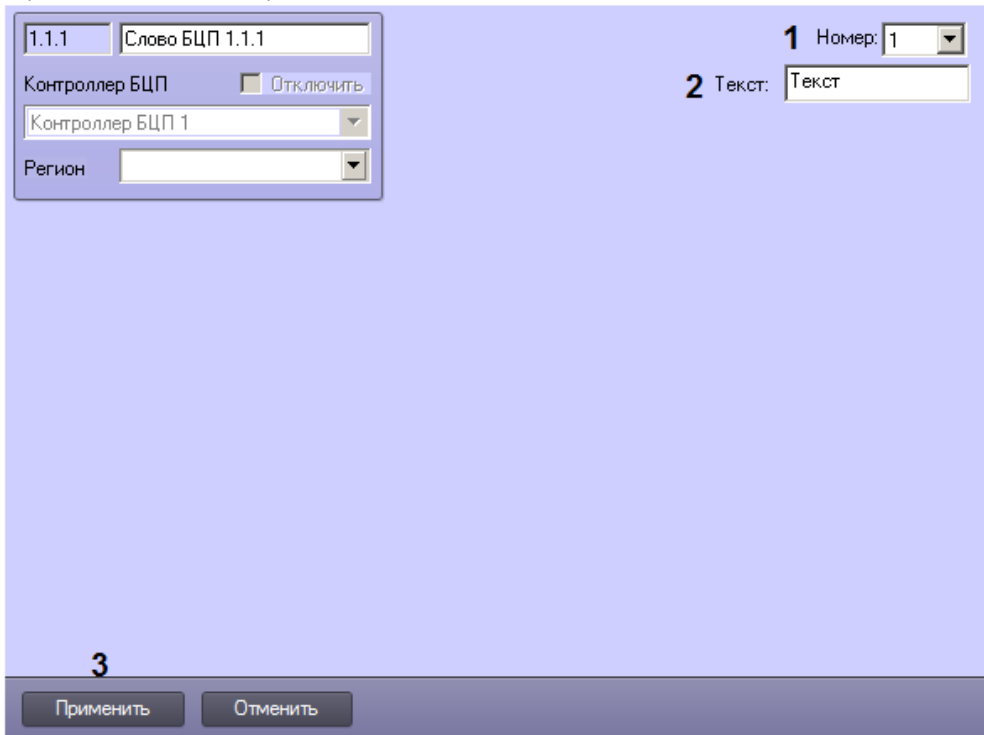 1.1.1 Слово БЦП 1.1.1
1 Номер: 1
Контроллер БЦП Отключить
2 Текст: Текст
Контроллер БЦП 1
Регион
3
Применить Отменить